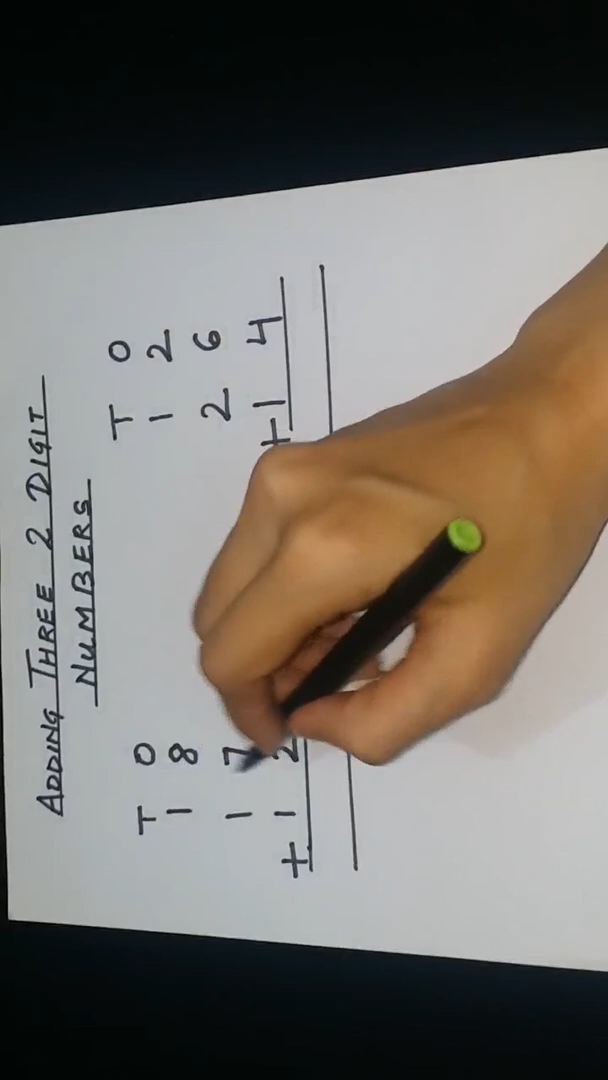 ADDING THREE 2 DIGIT
NUMBERS
T O
1 8
1 7
+ 1 2
T O
1 2
2 6
+ 1 4